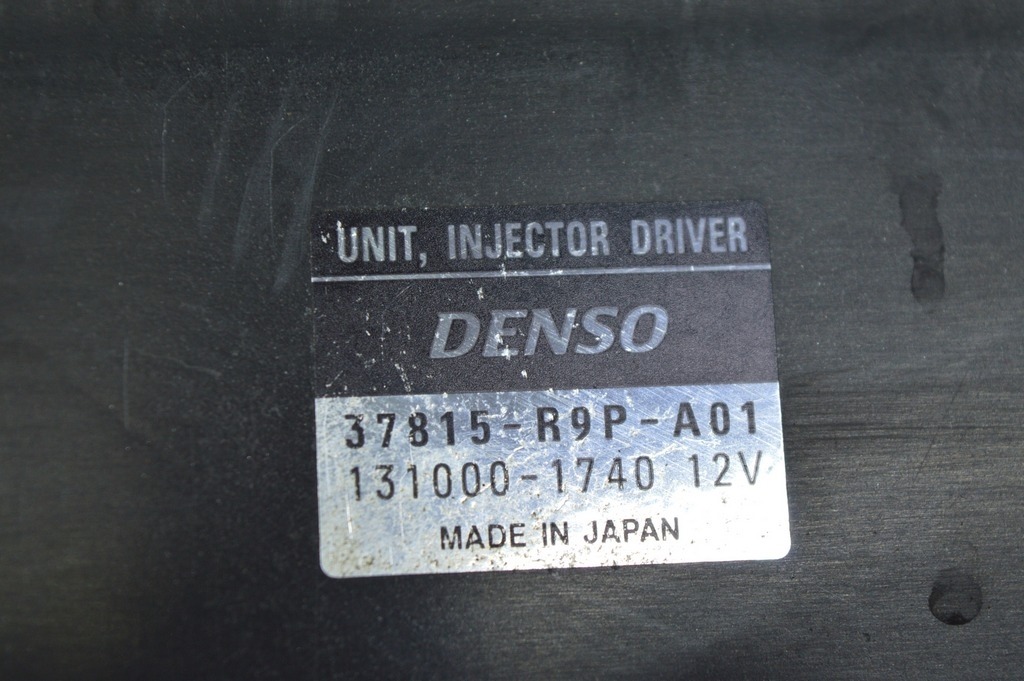 UNIT, INJECTOR DRIVER
DENSO
37815-R9P-A01
131000-1740 12V
MADE IN JAPAN